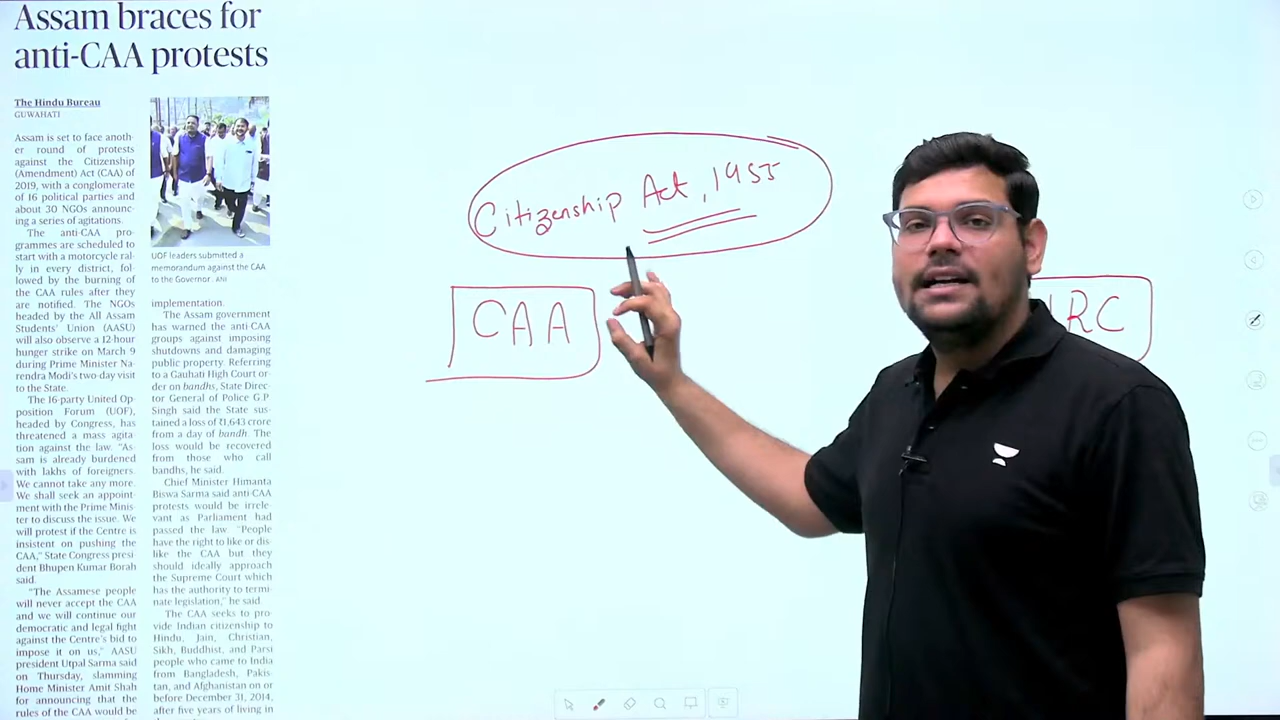 Assam braces for
anti-CAA protests
The Hindu Bureau
GUWAHATI
Assam is set to face anoth-
er round of protests
against the Citizenship
(Amendment) Act (CAA) of
2019, with a conglomerate
of 16 political parties and
about 30 NGOs announc-
ing a series of agitations.
The anti-CAA pro-
grammes are scheduled to
start with a motorcycle ral-
ly in every district, fol-
lowed by the burning of
the CAA rules after they
are notified. The NGOs
headed by the All Assam
Students' Union (AASU)
will also observe a 12-hour
hunger strike on March 9
during Prime Minister Na-
rendra Modi's two-day visit
to the State.
The 16-party United Op-
position Forum (UOF),
headed by Congress, has
threatened a mass agita-
tion against the law. "As-
sam is already burdened
with lakhs of foreigners.
We cannot take any more.
We shall seek an appoint-
ment with the Prime Minis-
ter to discuss the issue. We
will protest if the Centre is
insistent on pushing the
CAA," State Congress presi-
dent Bhupen Kumar Borah
said.
"The Assamese people
will never accept the CAA
and we will continue our
democratic and legal fight
against the Centre's bid to
impose it on us," AASU
president Utpal Sarma said
on Thursday, slamming
Home Minister Amit Shah
for announcing that the
rules of the CAA would be
UOF leaders submitted a
memorandum against the CAA
to the Governor. ANI
implementation.
The Assam government
has warned the anti-CAA
groups against imposing
shutdowns and damaging
public property. Referring
to a Gauhati High Court or-
der on bandhs, State Direc-
tor General of Police G.P.
Singh said the State sus-
tained a loss of ₹1,643 crore
from a day of bandh. The
loss would be recovered
from those who call
bandhs, he said.
Chief Minister Himanta
Biswa Sarma said anti-CAA
protests would be irrele-
vant as Parliament had
passed the law. "People
have the right to like or dis-
like the CAA but they
should ideally approach
the Supreme Court which
has the authority to termi-
nate legislation," he said.
The CAA seeks to pro-
vide Indian citizenship to
Hindu, Jain, Christian,
Sikh, Buddhist, and Parsi
people who came to India
from Bangladesh, Pakis-
tan, and Afghanistan on or
before December 31, 2014,
after five years of living in
Citizenship Act, 1955
CAA
RC